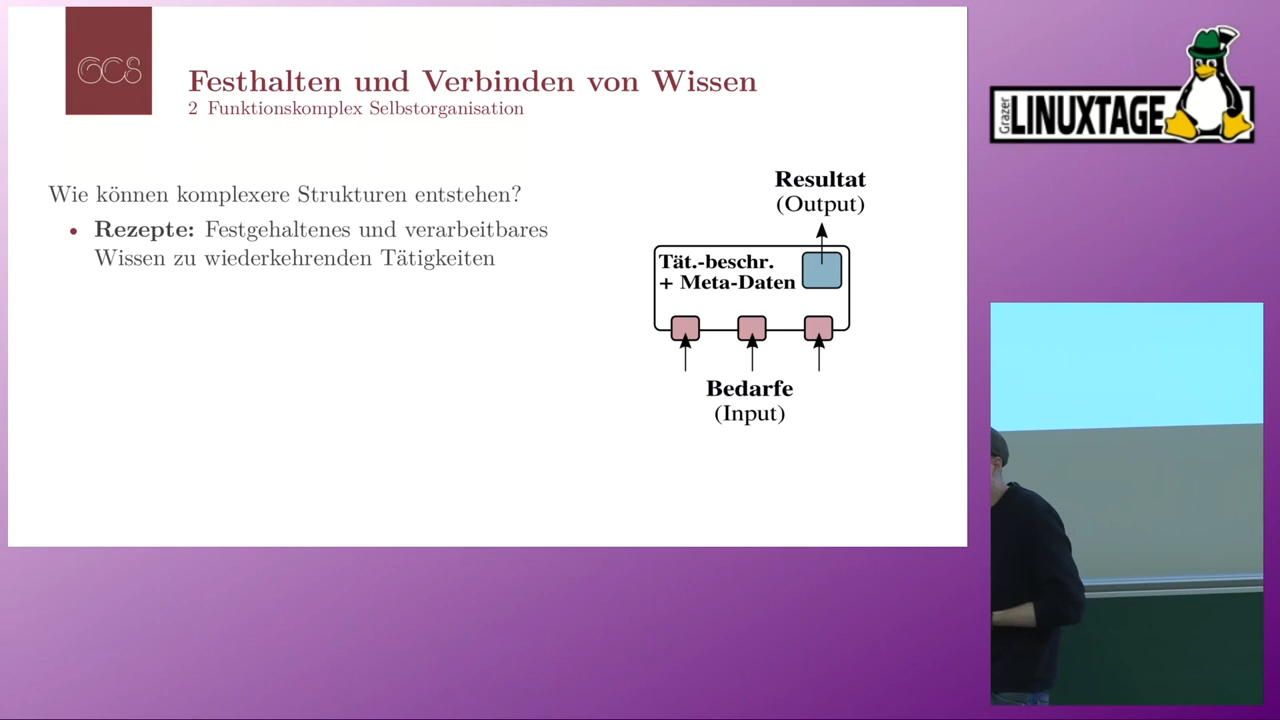 GCS
Festhalten und Verbinden von Wissen
2 Funktionskomplex Selbstorganisation
Wie können komplexere Strukturen entstehen?
• Rezepte: Festgehaltenes und verarbeitbares
Wissen zu wiederkehrenden Tätigkeiten
Resultat
(Output)
Tät.-beschr.
+ Meta-Daten
Bedarfe
(Input)
Grazer
LINUXTAGE